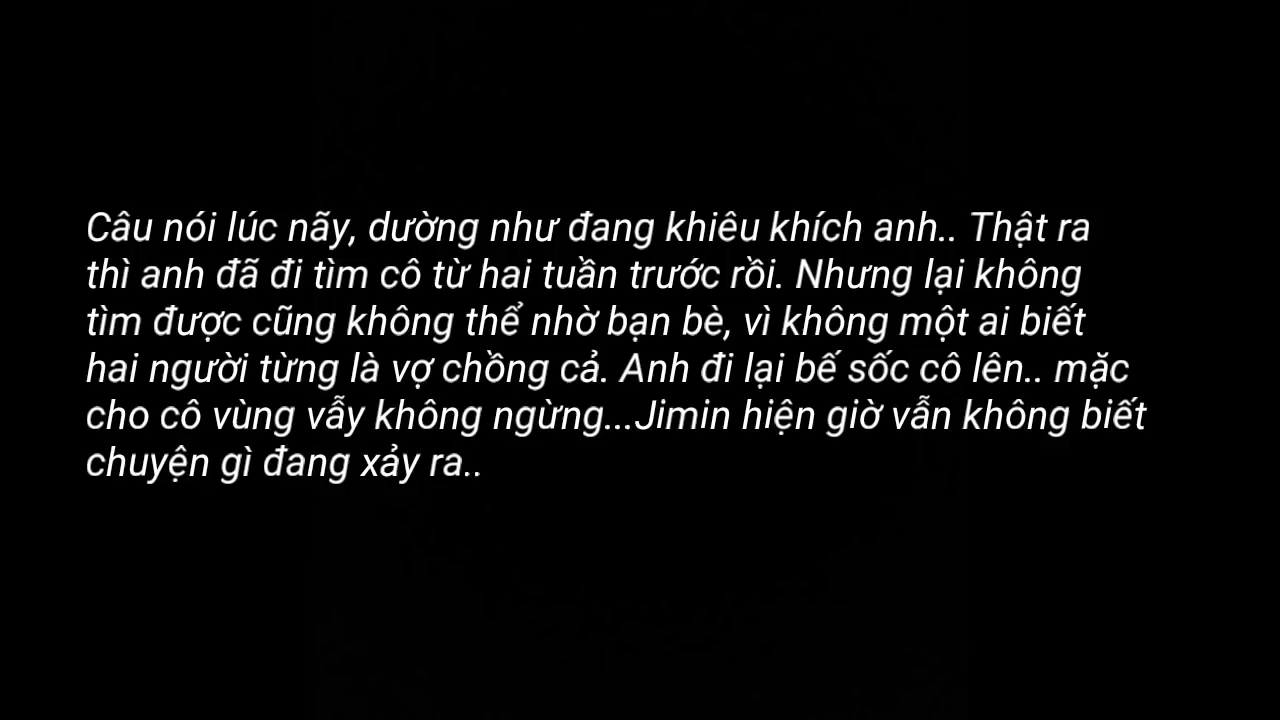 Câu nói lúc nãy, dường như đang khiêu khích anh.. Thật ra
thì anh đã đi tìm cô từ hai tuần trước rồi. Nhưng lại không
tìm được cũng không thể nhờ bạn bè, vì không một ai biết
hai người từng là vợ chồng cả. Anh đi lại bế sốc cô lên.. mặc
cho cô vùng vẫy không ngừng...Jimin hiện giờ vẫn không biết
chuyện gì đang xảy ra..